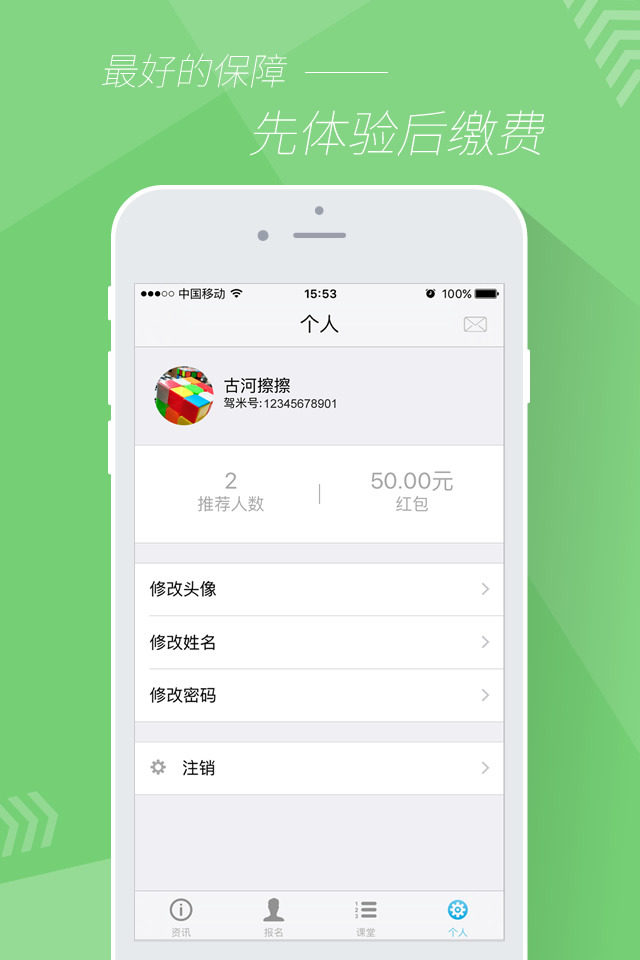 最好的保障
先体验后缴费
中国移动 15:53 100%
个人
古河擦擦
驾米号:12345678901
2 50.00元
推荐人数 红包
修改头像
修改姓名
修改密码
注销
资讯 报名 课堂 个人